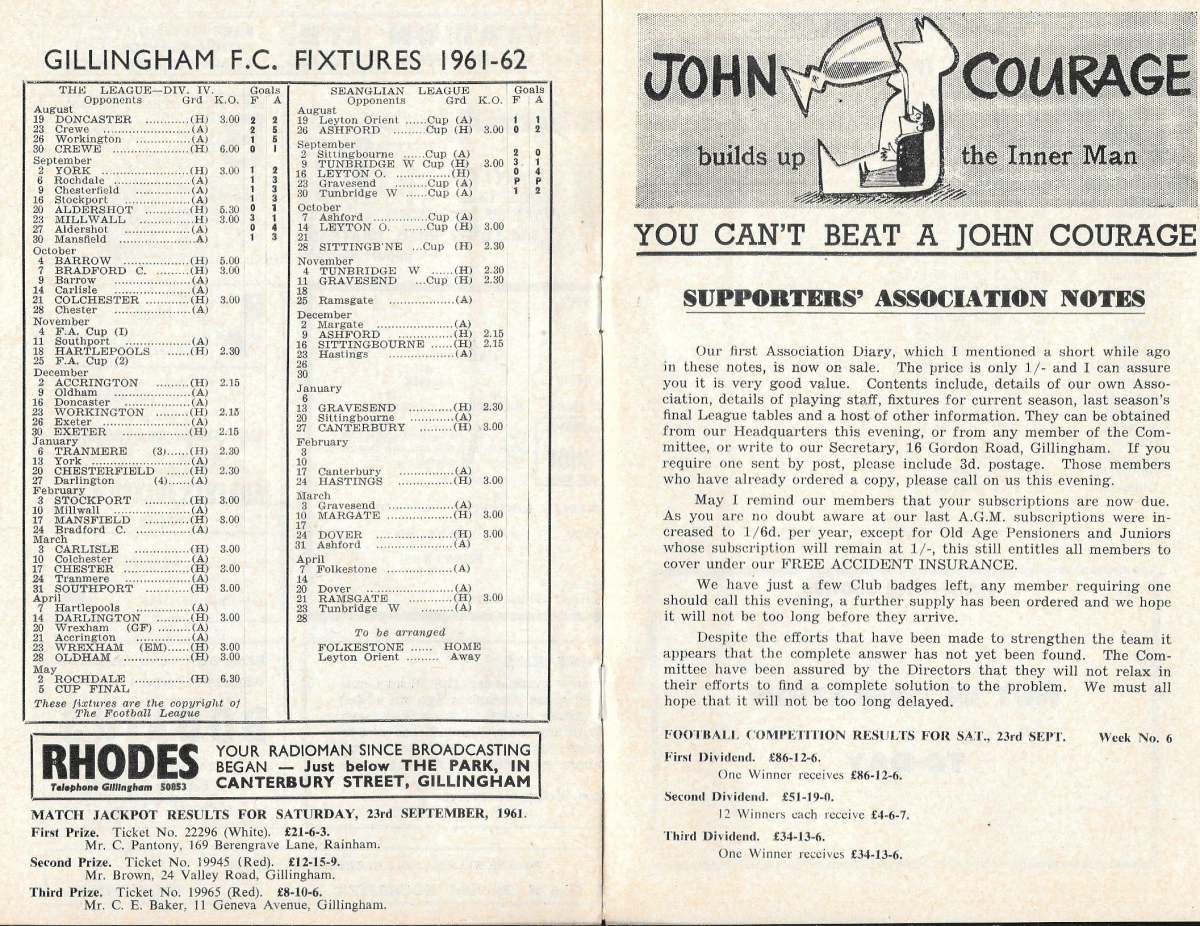 GILLINGHAM F.C. FIXTURES 1961-62
THE LEAGUE—DIV. IV. Goals
Opponents Grd K.O. F A
August
19 DONCASTER ...........(H) 3.00 2 2
23 Crewe ......................(A) 2 5
26 Workington ...............(A) 1 5
30 CREWE ....................(H) 6.00 0 1
September
2 YORK .......................(H) 3.00 1 2
6 Rochdale ...................(A) 1 3
9 Chesterfield ...............(A) 1 3
16 Stockport ..................(A) 1 3
20 ALDERSHOT ............(H) 5.30 0 1
23 MILLWALL ............... H) 3.00 3 1
27 Aldershot ..................(A) 0 4
30 Mansfield .................. A) 1 3
October
4 BARROW .................(H) 5.00
7 BRADFORD C. .........(H) 3.00
9 Barrow .....................(A)
14 Carlisle .....................(A)
21 COLCHESTER ..........(H) 3.00
28 Chester .....................(A)
November
4 F.A. Cup (1)
11 Southport ..................(A)
18 HARTLEPOOLS ......(H) 2.30
25 F.A. Cup (2)
December
2 ACCRINGTON .........(H) 2.15
9 Oldham .....................(A)
16 Doncaster ..................(A)
23 WORKINGTON .........(H) 2.15
26 Exeter ......................(A)
30 EXETER ..................(H) 2.15
January
6 TRANMERE (3)......(H) 2.30
13 York .........................(A)
20 CHESTERFIELD ......(H) 2.30
27 Darlington (4)......(A)
February
3 STOCKPORT ............(H) 3.00
10 Millwall .....................(A)
17 MANSFIELD ............(H) 3.00
24 Bradford C. ..............(A)
March
3 CARLISLE ...............(H) 3.00
10 Colchester ..................(A)
17 CHESTER .................(H) 3.00
24 Tranmere ..................(A)
31 SOUTHPORT ............(H) 3.00
April
7 Hartlepools ...............(A)
14 DARLINGTON .........(H) 3.00
20 Wrexham (GF) .........(A)
21 Accrington ................(A)
23 WREXHAM (EM)......(H) 3.00
28 OLDHAM .................(H) 3.00
May
2 ROCHDALE .............(H) 6.30
5 CUP FINAL
These fixtures are the copyright of
The Football League
SEANGLIAN LEAGUE Goals
Opponents Grd K.O. F A
August
19 Leyton Orient ......Cup (A) 1 1
26 ASHFORD .........Cup (H) 3.00 0 2
September
2 Sittingbourne ......Cup (A) 2 0
9 TUNBRIDGE W Cup (H) 3.00 3 1
16 LEYTON O. ..............(H) 0 4
23 Gravesend .........Cup (A) P P
30 Tunbridge W ......Cup (A) 1 2
October
7 Ashford ..............Cup (A)
14 LEYTON O. ......Cup (H) 3.00
21
28 SITTINGB'NE ...Cup (H) 2.30
November
4 TUNBRIDGE W ......(H) 2.30
11 GRAVESEND ...Cup (H) 2.30
18
25 Ramsgate .................(A)
December
2 Margate ....................(A)
9 ASHFORD ...............(H) 2.15
16 SITTINGBOURNE ......(H) 2.15
23 Hastings ...................(A)
26
30
January
6
13 GRAVESEND ............(H) 2.30
20 Sittingbourne ............(A)
27 CANTERBURY .........(H) 3.00
February
3
10
17 Canterbury ...............(A)
24 HASTINGS ...............(H) 3.00
March
3 Gravesend ..................(A)
10 MARGATE ................(H) 3.00
17
24 DOVER ....................(H) 3.00
31 Ashford ....................(A)
April
7 Folkestone ................(A)
14
20 Dover .......................(A)
21 RAMSGATE ..............(H) 3.00
23 Tunbridge W .........(A)
28
To be arranged
FOLKESTONE ...... HOME
Leyton Orient ......... Away
RHODES
Telephone Gillingham 50853
YOUR RADIOMAN SINCE BROADCASTING
BEGAN — Just below THE PARK, IN
CANTERBURY STREET, GILLINGHAM
MATCH JACKPOT RESULTS FOR SATURDAY, 23rd SEPTEMBER, 1961.
First Prize. Ticket No. 22296 (White). £21-6-3.
Mr. C. Pantony, 169 Berengrave Lane, Rainham.
Second Prize. Ticket No. 19945 (Red). £12-15-9.
Mr. Brown, 24 Valley Road, Gillingham.
Third Prize. Ticket No. 19965 (Red). £8-10-6.
Mr. C. E. Baker, 11 Geneva Avenue, Gillingham.
JOHN COURAGE
builds up the Inner Man
YOU CAN'T BEAT A JOHN COURAGE
SUPPORTERS' ASSOCIATION NOTES
Our first Association Diary, which I mentioned a short while ago
in these notes, is now on sale. The price is only 1/- and I can assure
you it is very good value. Contents include, details of our own Asso-
ciation, details of playing staff, fixtures for current season, last season's
final League tables and a host of other information. They can be obtained
from our Headquarters this evening, or from any member of the Com-
mittee, or write to our Secretary, 16 Gordon Road, Gillingham. If you
require one sent by post, please include 3d. postage. Those members
who have already ordered a copy, please call on us this evening.
May I remind our members that your subscriptions are now due.
As you are no doubt aware at our last A.G.M. subscriptions were in-
creased to 1/6d. per year, except for Old Age Pensioners and Juniors
whose subscription will remain at 1/-, this still entitles all members to
cover under our FREE ACCIDENT INSURANCE.
We have just a few Club badges left, any member requiring one
should call this evening, a further supply has been ordered and we hope
it will not be too long before they arrive.
Despite the efforts that have been made to strengthen the team it
appears that the complete answer has not yet been found. The Com-
mittee have been assured by the Directors that they will not relax in
their efforts to find a complete solution to the problem. We must all
hope that it will not be too long delayed.
FOOTBALL COMPETITION RESULTS FOR SAT., 23rd SEPT. Week No. 6
First Dividend. £86-12-6.
One Winner receives £86-12-6.
Second Dividend. £51-19-0.
12 Winners each receive £4-6-7.
Third Dividend. £34-13-6.
One Winner receives £34-13-6.